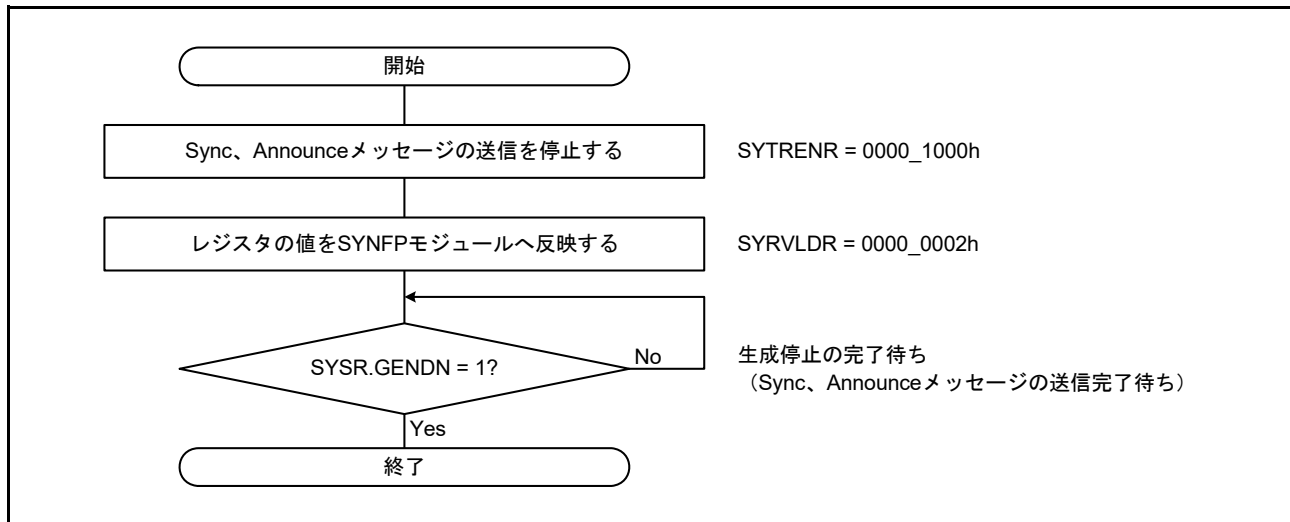 開始
Sync、Announceメッセージの送信を停止する
SYTRENR = 0000_1000h
レジスタの値をSYNFPモジュールへ反映する
SYRVLDR = 0000_0002h
SYSR.GENDN = 1?
No
生成停止の完了待ち
（Sync、Announceメッセージの送信完了待ち）
Yes
終了